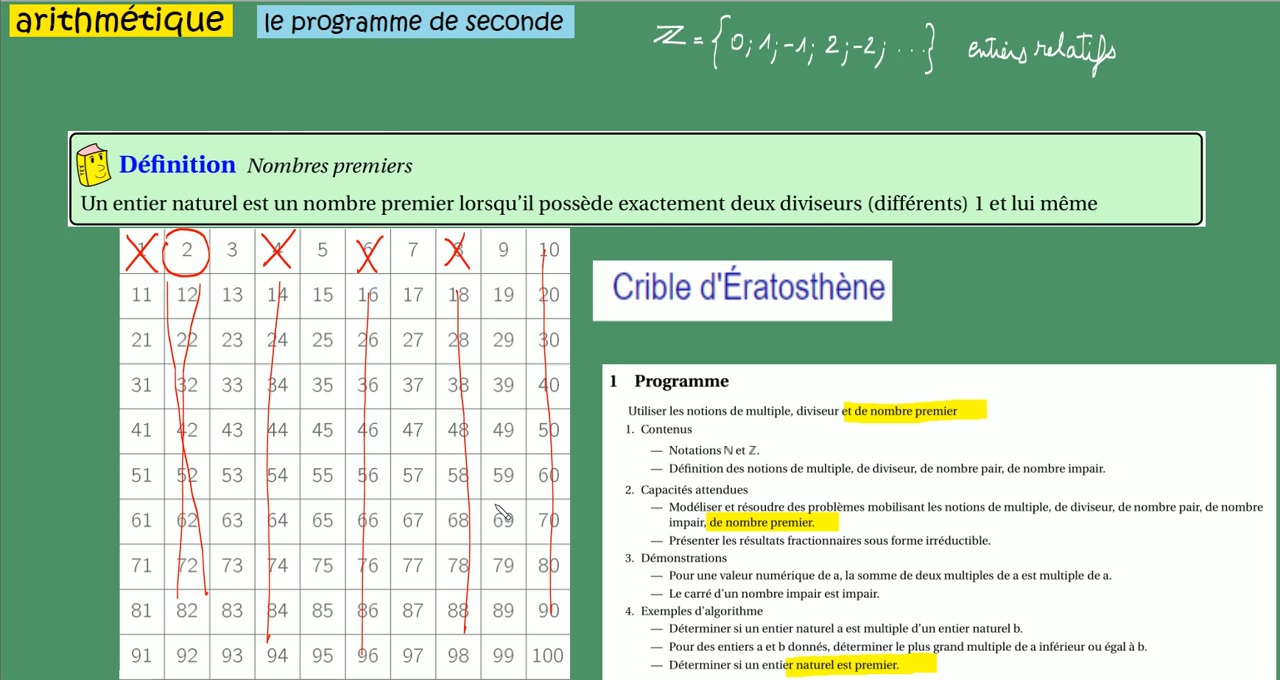 arithmétique
le programme de seconde
ℤ = {0; 1; -1; 2; -2; ...} entiers relatifs
Définition Nombres premiers
Un entier naturel est un nombre premier lorsqu'il possède exactement deux diviseurs (différents) 1 et lui même
1 2 3 4 5 6 7 8 9 10
11 12 13 14 15 16 17 18 19 20
21 22 23 24 25 26 27 28 29 30
31 32 33 34 35 36 37 38 39 40
41 42 43 44 45 46 47 48 49 50
51 52 53 54 55 56 57 58 59 60
61 62 63 64 65 66 67 68 69 70
71 72 73 74 75 76 77 78 79 80
81 82 83 84 85 86 87 88 89 90
91 92 93 94 95 96 97 98 99 100
Crible d'Ératosthène
1 Programme
Utiliser les notions de multiple, diviseur et de nombre premier
1. Contenus
— Notations ℕ et ℤ.
— Définition des notions de multiple, de diviseur, de nombre pair, de nombre impair.
2. Capacités attendues
— Modéliser et résoudre des problèmes mobilisant les notions de multiple, de diviseur, de nombre pair, de nombre
impair, de nombre premier.
— Présenter les résultats fractionnaires sous forme irréductible.
3. Démonstrations
— Pour une valeur numérique de a, la somme de deux multiples de a est multiple de a.
— Le carré d'un nombre impair est impair.
4. Exemples d'algorithme
— Déterminer si un entier naturel a est multiple d'un entier naturel b.
— Pour des entiers a et b donnés, déterminer le plus grand multiple de a inférieur ou égal à b.
— Déterminer si un entier naturel est premier.